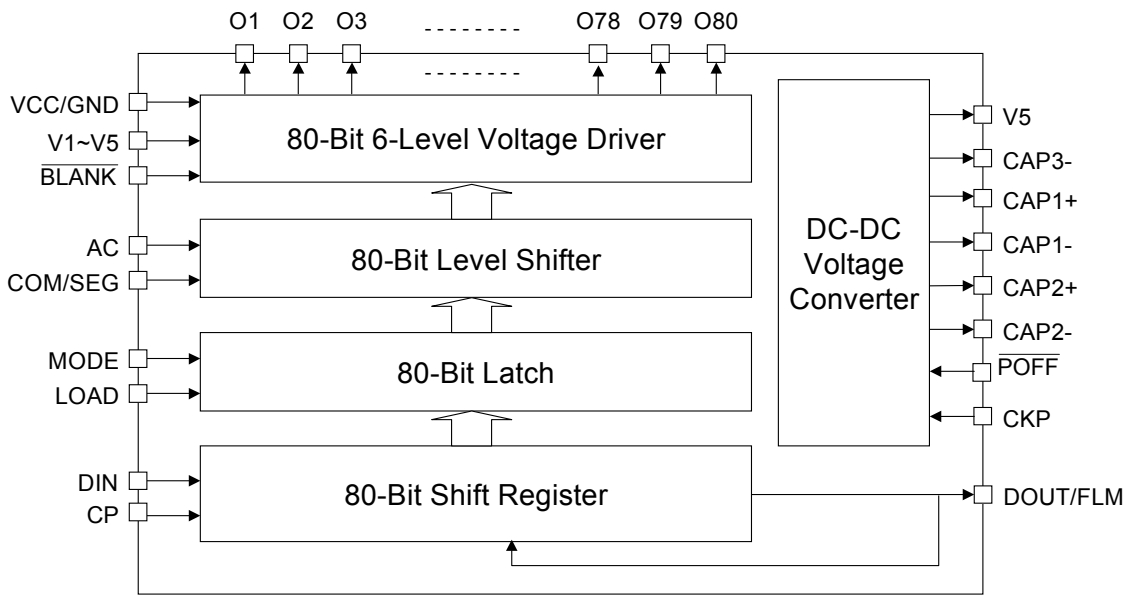 O1 O2 O3 O78 O79 O80
VCC/GND
V1~V5
BLANK
80-Bit 6-Level Voltage Driver
AC
COM/SEG
80-Bit Level Shifter
MODE
LOAD
80-Bit Latch
DIN
CP
80-Bit Shift Register
DC-DC
Voltage
Converter
V5
CAP3-
CAP1+
CAP1-
CAP2+
CAP2-
POFF
CKP
DOUT/FLM